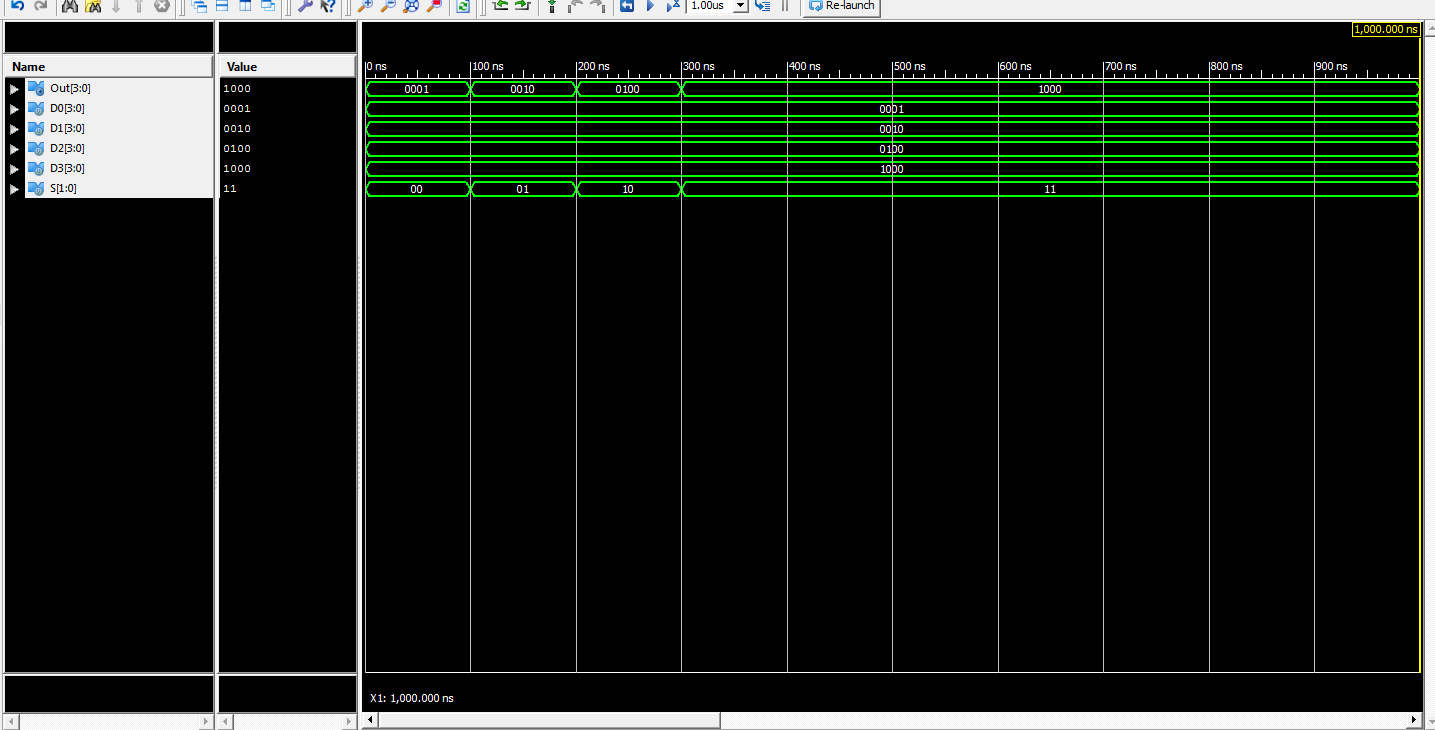 1.00us Re-launch
1,000.000 ns
Name Value
0 ns 100 ns 200 ns 300 ns 400 ns 500 ns 600 ns 700 ns 800 ns 900 ns
Out[3:0] 1000 0001 0010 0100 1000
D0[3:0] 0001 0001
D1[3:0] 0010 0010
D2[3:0] 0100 0100
D3[3:0] 1000 1000
S[1:0] 11 00 01 10 11
X1: 1,000.000 ns